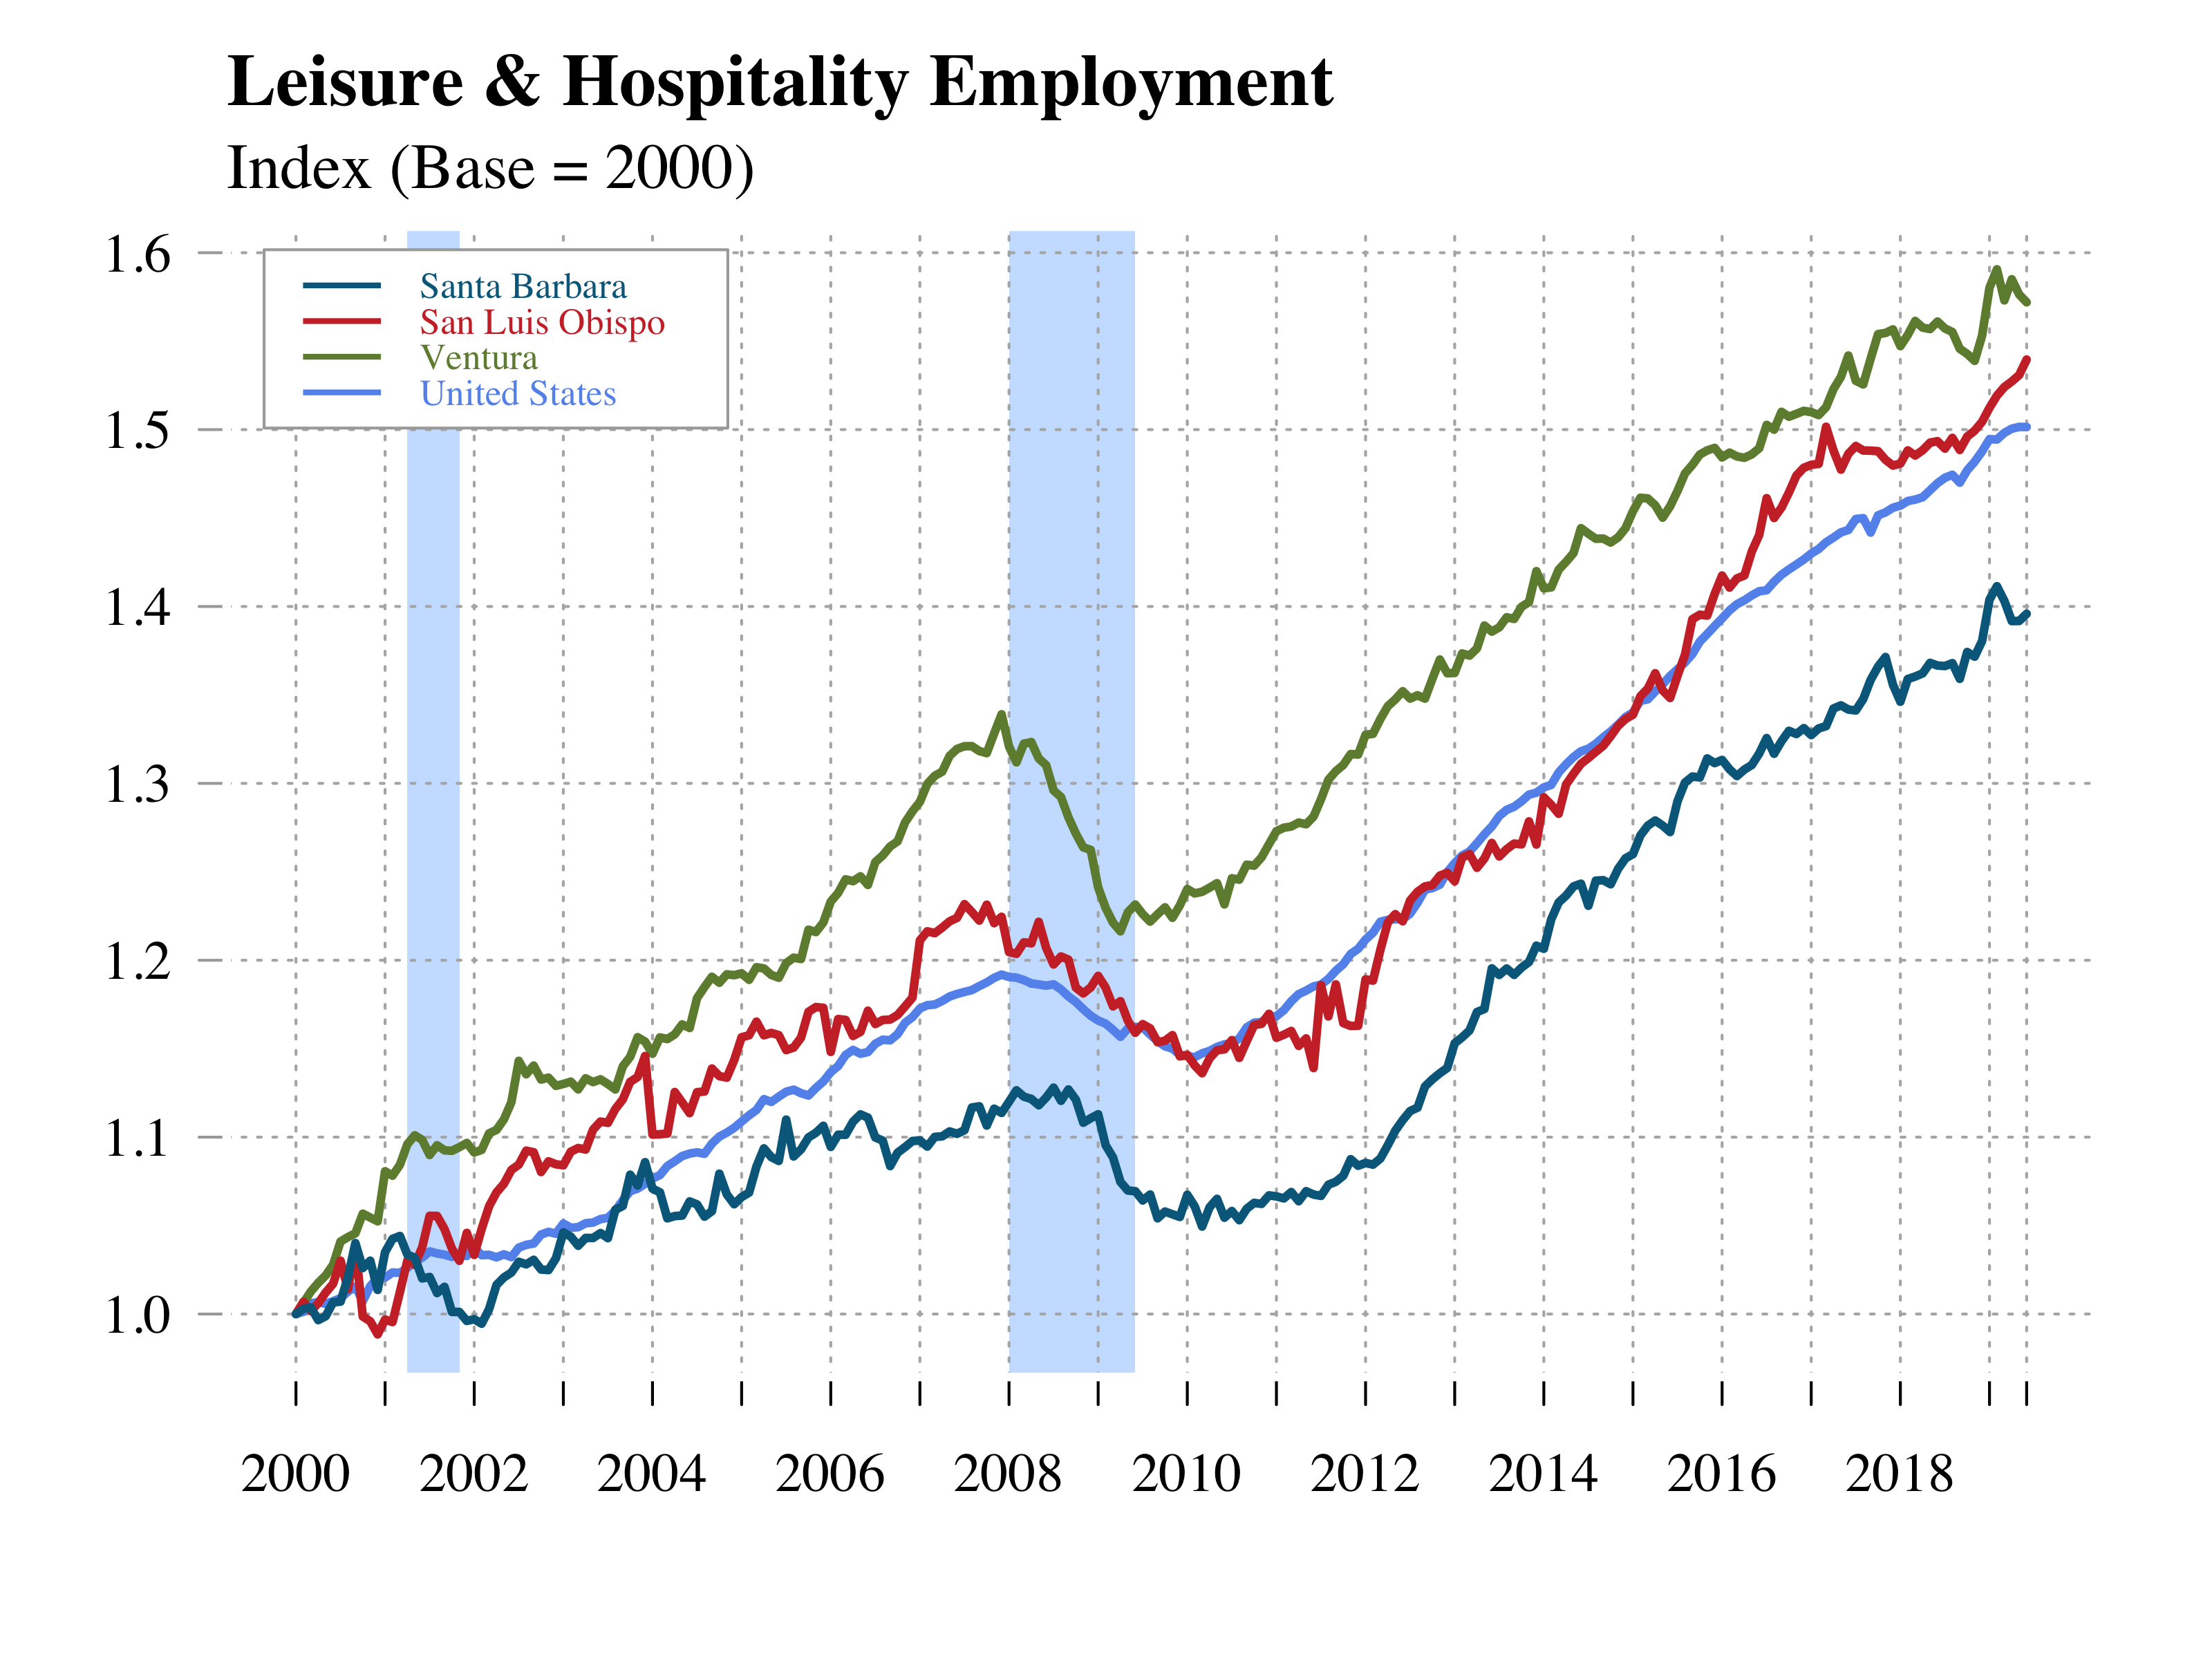 Leisure & Hospitality Employment
Index (Base = 2000)
1.6
Santa Barbara
San Luis Obispo
Ventura
United States
1.5
1.4
1.3
1.2
1.1
1.0
2000 2002 2004 2006 2008 2010 2012 2014 2016 2018